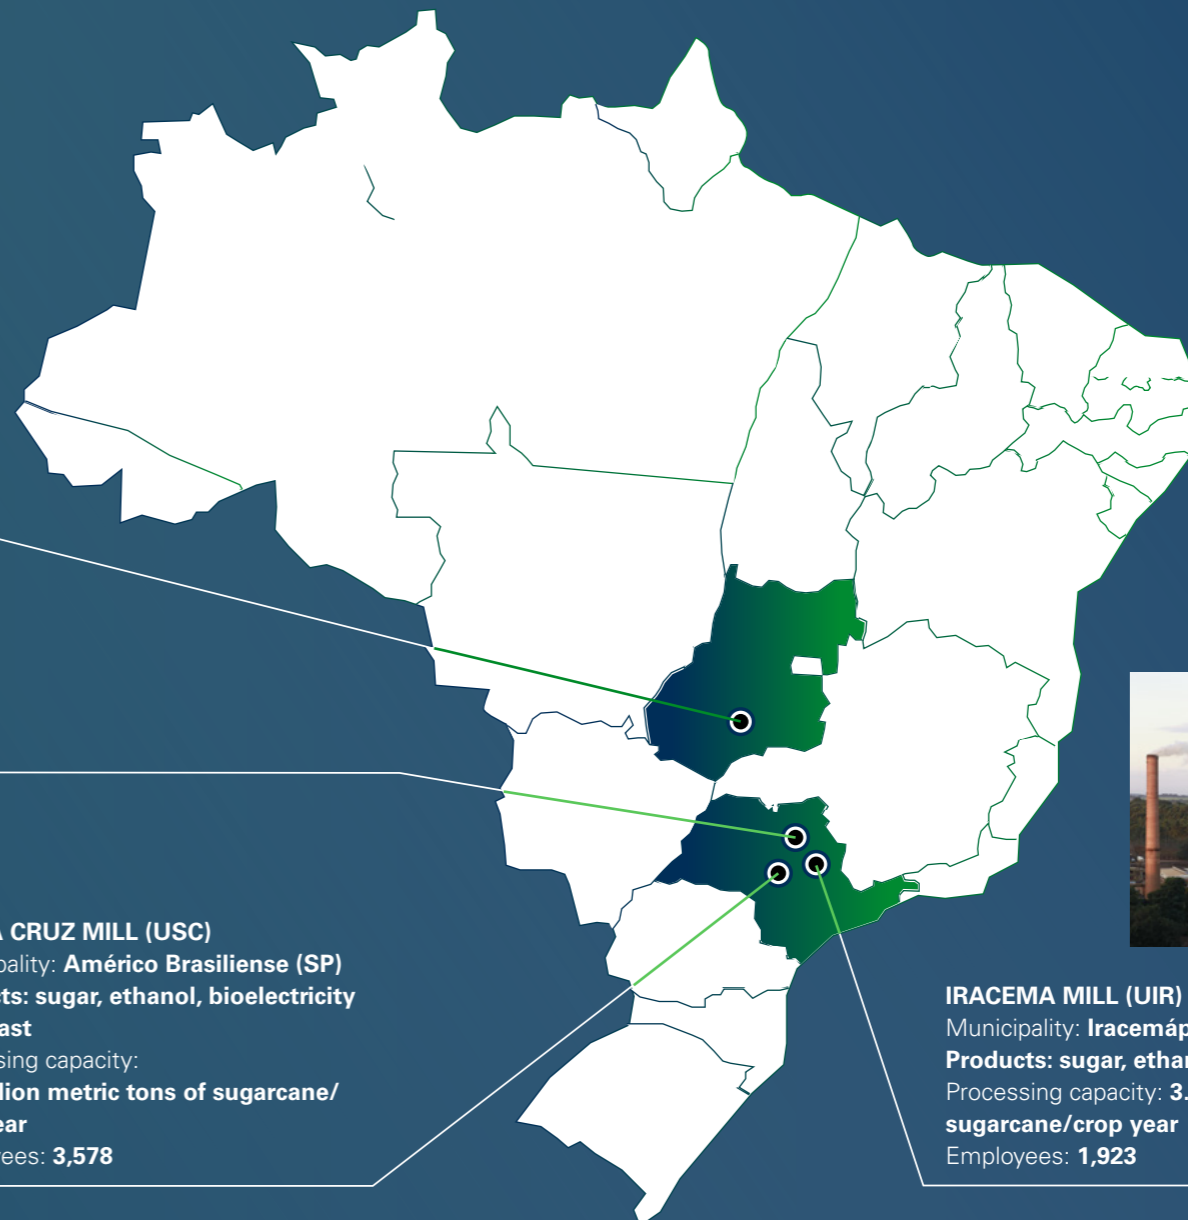 A CRUZ MILL (USC)
pality: Américo Brasiliense (SP)
cts: sugar, ethanol, bioelectricity
ast
sing capacity:
lion metric tons of sugarcane/
ear
ees: 3,578
IRACEMA MILL (UIR)
Municipality: Iracemáp
Products: sugar, ethan
Processing capacity: 3.
sugarcane/crop year
Employees: 1,923